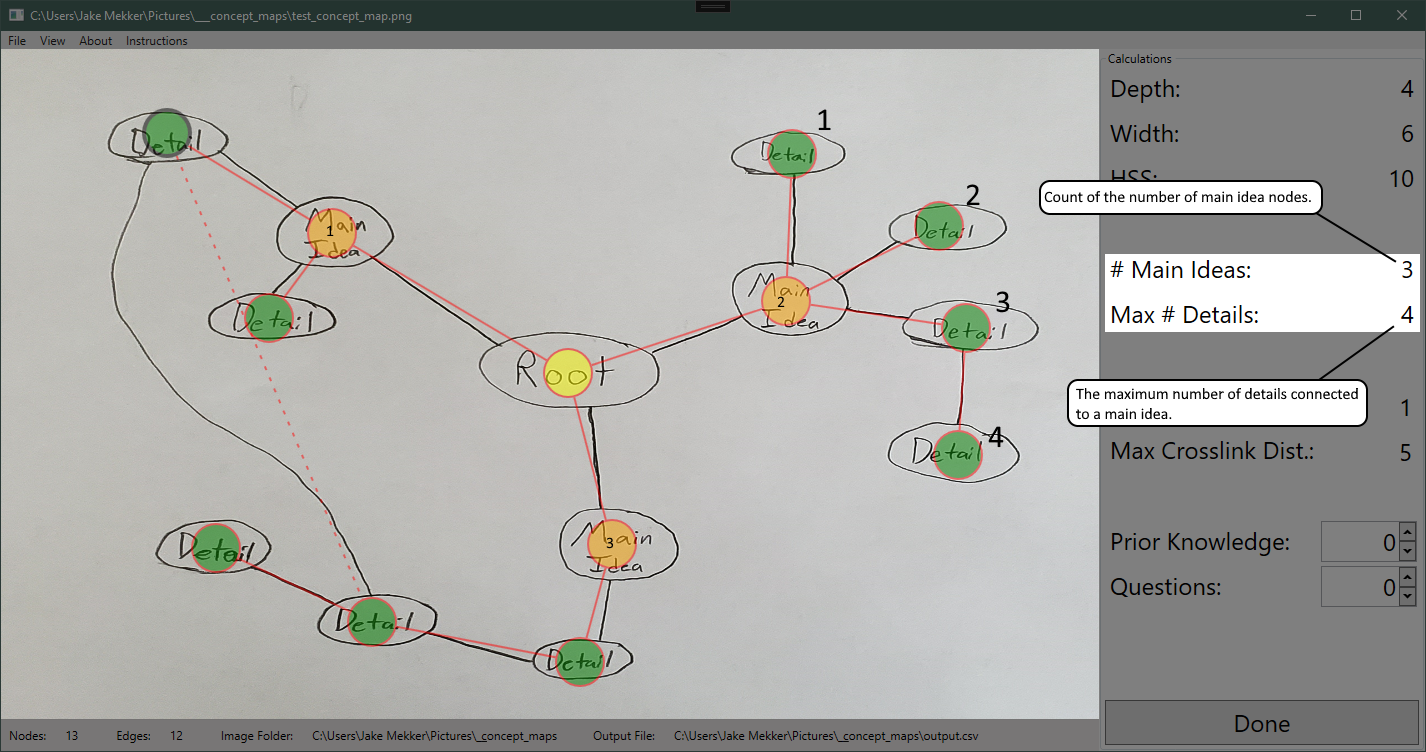 C:\Users\Jake Mekker\Pictures\__concept_maps\test_concept_map.png
File View About Instructions
Detail
Main
Idea
1
Detail
Root
Detail
1
Detail
2
Main
Idea
2
Detail
3
Detail
4
Main
Idea
3
Detail
Detail
Detail
Calculations
Depth: 4
Width: 6
HSS: 10
Count of the number of main idea nodes.
# Main Ideas: 3
Max # Details: 4
The maximum number of details connected
to a main idea.
1
Max Crosslink Dist.: 5
Prior Knowledge: 0
Questions: 0
Done
Nodes: 13 Edges: 12 Image Folder: C:\Users\Jake Mekker\Pictures\_concept_maps Output File: C:\Users\Jake Mekker\Pictures\_concept_maps\output.csv